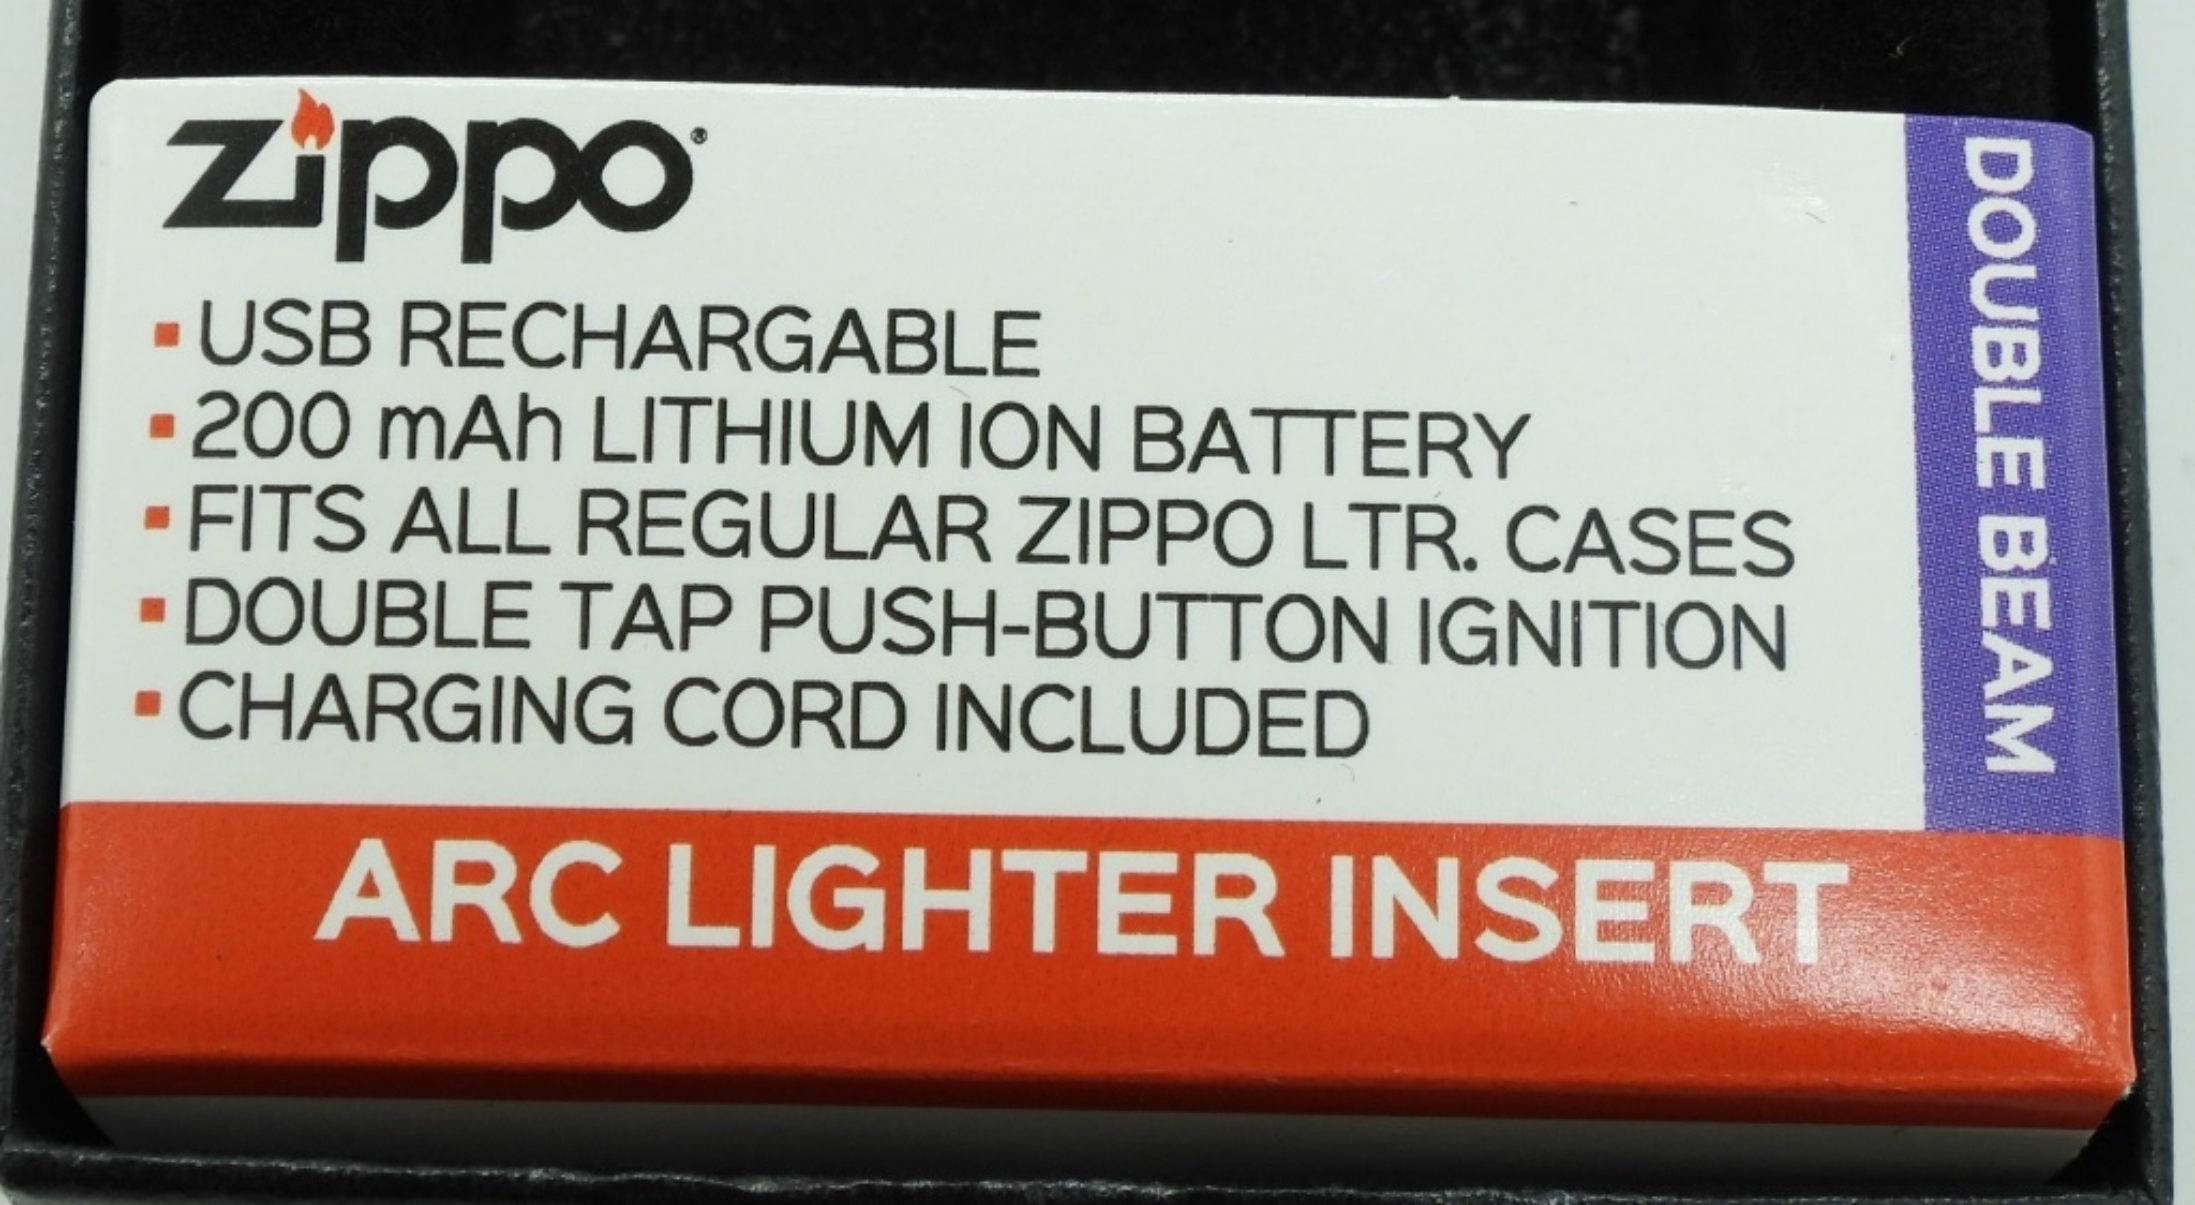 zippo®
▪ USB RECHARGABLE
▪ 200 mAh LITHIUM ION BATTERY
▪ FITS ALL REGULAR ZIPPO LTR. CASES
▪ DOUBLE TAP PUSH-BUTTON IGNITION
▪ CHARGING CORD INCLUDED
DOUBLE BEAM
ARC LIGHTER INSERT